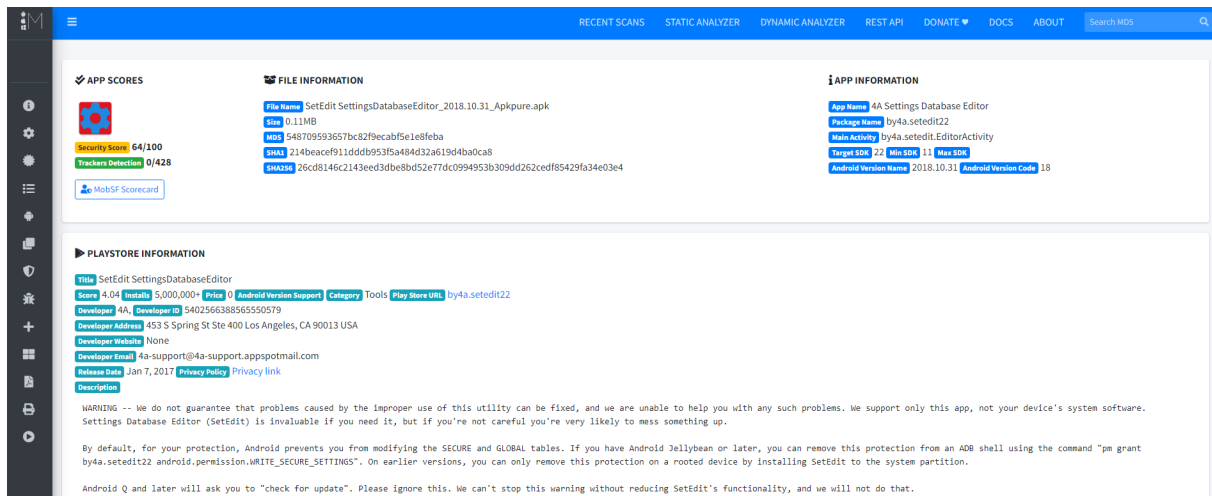 M
RECENT SCANS STATIC ANALYZER DYNAMIC ANALYZER REST API DONATE ♥ DOCS ABOUT Search MD5
APP SCORES
Security Score 64/100
Trackers Detection 0/428
MobSF Scorecard
FILE INFORMATION
File Name SetEdit SettingsDatabaseEditor_2018.10.31_Apkpure.apk
Size 0.11MB
MD5 548709593657bc82f9ecabf5e1e8feba
SHA1 214beacef911dddb953f5a484d32a619d4ba0ca8
SHA256 26cd8146c2143eed3dbe8bd52e77dc0994953b309dd262cedf85429fa34e03e4
APP INFORMATION
App Name 4A Settings Database Editor
Package Name by4a.setedit22
Main Activity by4a.setedit.EditorActivity
Target SDK 22 Min SDK 11 Max SDK
Android Version Name 2018.10.31 Android Version Code 18
PLAYSTORE INFORMATION
Title SetEdit SettingsDatabaseEditor
Score 4.04 Installs 5,000,000+ Price 0 Android Version Support Category Tools Play Store URL by4a.setedit22
Developer 4A, Developer ID 5402566388565550579
Developer Address 453 S Spring St Ste 400 Los Angeles, CA 90013 USA
Developer Website None
Developer Email 4a-support@4a-support.appspotmail.com
Release Date Jan 7, 2017 Privacy Policy Privacy link
Description
WARNING -- We do not guarantee that problems caused by the improper use of this utility can be fixed, and we are unable to help you with any such problems. We support only this app, not your device's system software.
Settings Database Editor (SetEdit) is invaluable if you need it, but if you're not careful you're very likely to mess something up.
By default, for your protection, Android prevents you from modifying the SECURE and GLOBAL tables. If you have Android Jellybean or later, you can remove this protection from an ADB shell using the command "pm grant
by4a.setedit22 android.permission.WRITE_SECURE_SETTINGS". On earlier versions, you can only remove this protection on a rooted device by installing SetEdit to the system partition.
Android Q and later will ask you to "check for update". Please ignore this. We can't stop this warning without reducing SetEdit's functionality, and we will not do that.